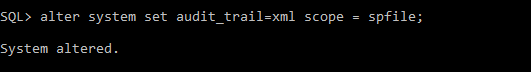 SQL> alter system set audit_trail=xml scope = spfile;
System altered.